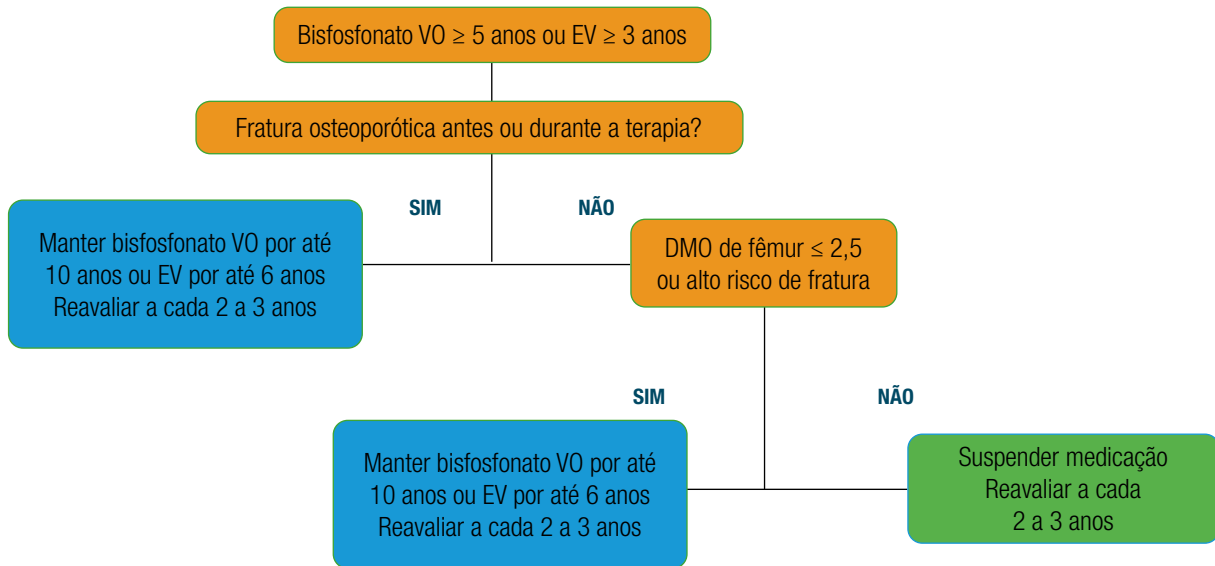 Bisfosfonato VO ≥ 5 anos ou EV ≥ 3 anos
Fratura osteoporótica antes ou durante a terapia?
SIM
NÃO
Manter bisfosfonato VO por até
10 anos ou EV por até 6 anos
Reavaliar a cada 2 a 3 anos
DMO de fêmur ≤ 2,5
ou alto risco de fratura
SIM
NÃO
Manter bisfosfonato VO por até
10 anos ou EV por até 6 anos
Reavaliar a cada 2 a 3 anos
Suspender medicação
Reavaliar a cada
2 a 3 anos